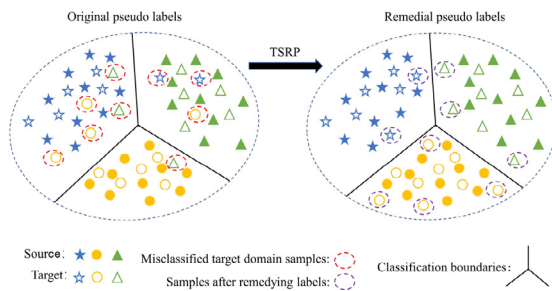 Original pseudo labels
Remedial pseudo labels
TSRP
Source:
Target:
Misclassified target domain samples:
Samples after remedying labels:
Classification boundaries: